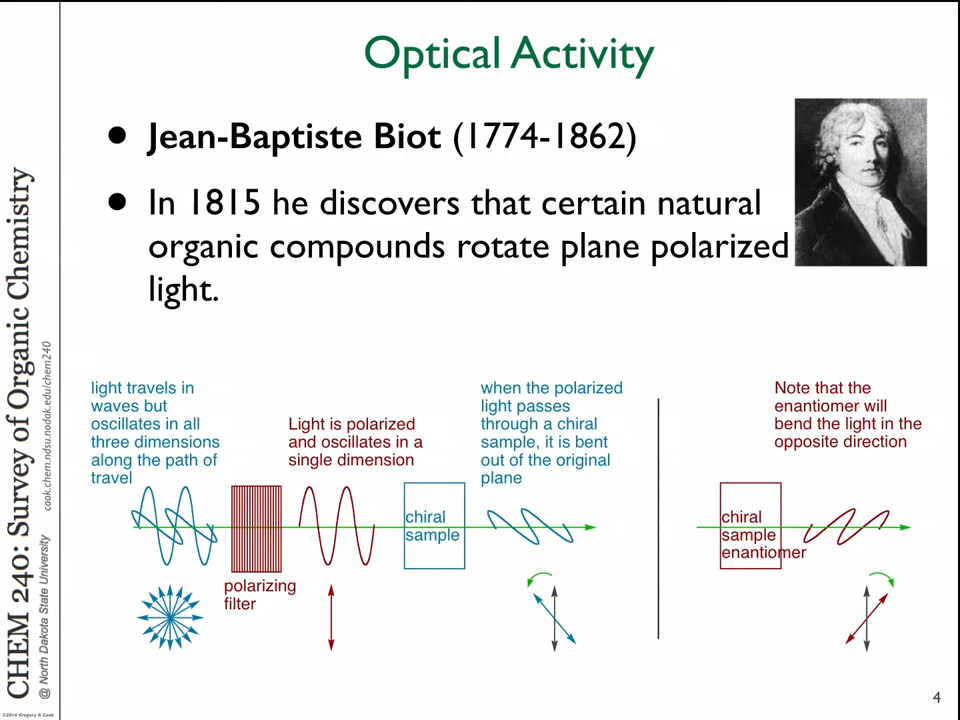 Optical Activity
• Jean-Baptiste Biot (1774-1862)
• In 1815 he discovers that certain natural
organic compounds rotate plane polarized
light.
light travels in
waves but
oscillates in all
three dimensions
along the path of
travel
Light is polarized
and oscillates in a
single dimension
when the polarized
light passes
through a chiral
sample, it is bent
out of the original
plane
Note that the
enantiomer will
bend the light in the
opposite direction
polarizing
filter
chiral
sample
chiral
sample
enantiomer
CHEM 240: Survey of Organic Chemistry
@ North Dakota State University
cook.chem.ndsu.nodak.edu/chem240
©2014 Gregory R Cook
4